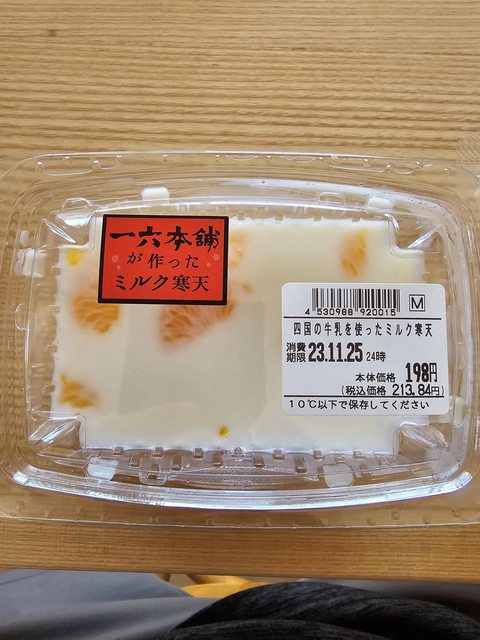 一六本舗
が作った
ミルク寒天
4 530988 920015
M
四国の牛乳を使ったミルク寒天
消費期限 23.11.25 24時
本体価格 198円
(税込価格 213.84円)
10℃以下で保存してください